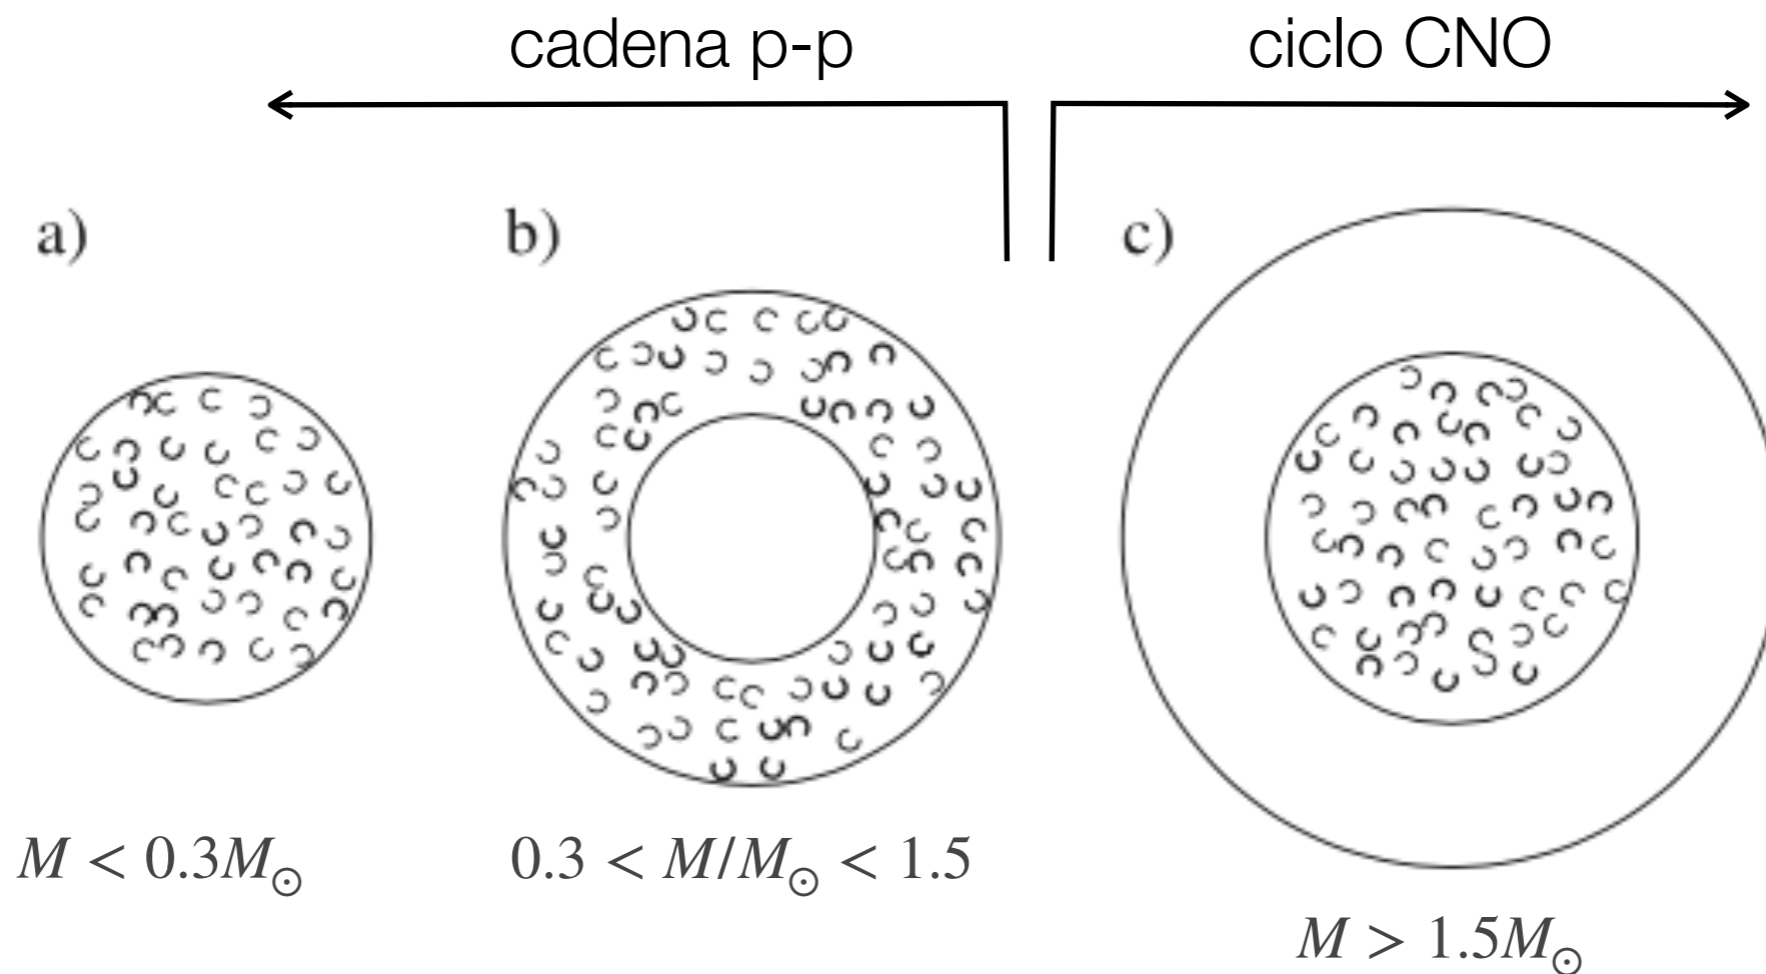 cadena p-p
ciclo CNO
a)
b)
c)
M < 0.3M⊙
0.3 < M/M⊙ < 1.5
M > 1.5M⊙